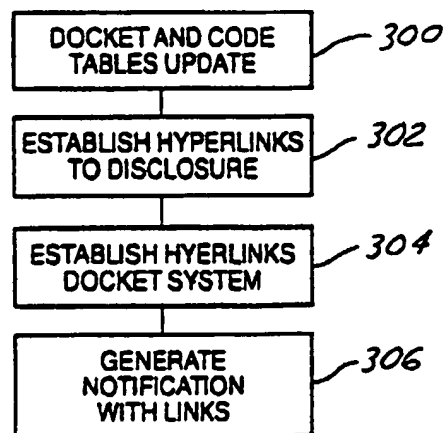 DOCKET AND CODE
TABLES UPDATE
300
ESTABLISH HYPERLINKS
TO DISCLOSURE
302
ESTABLISH HYERLINKS
DOCKET SYSTEM
304
GENERATE
NOTIFICATION
WITH LINKS
306